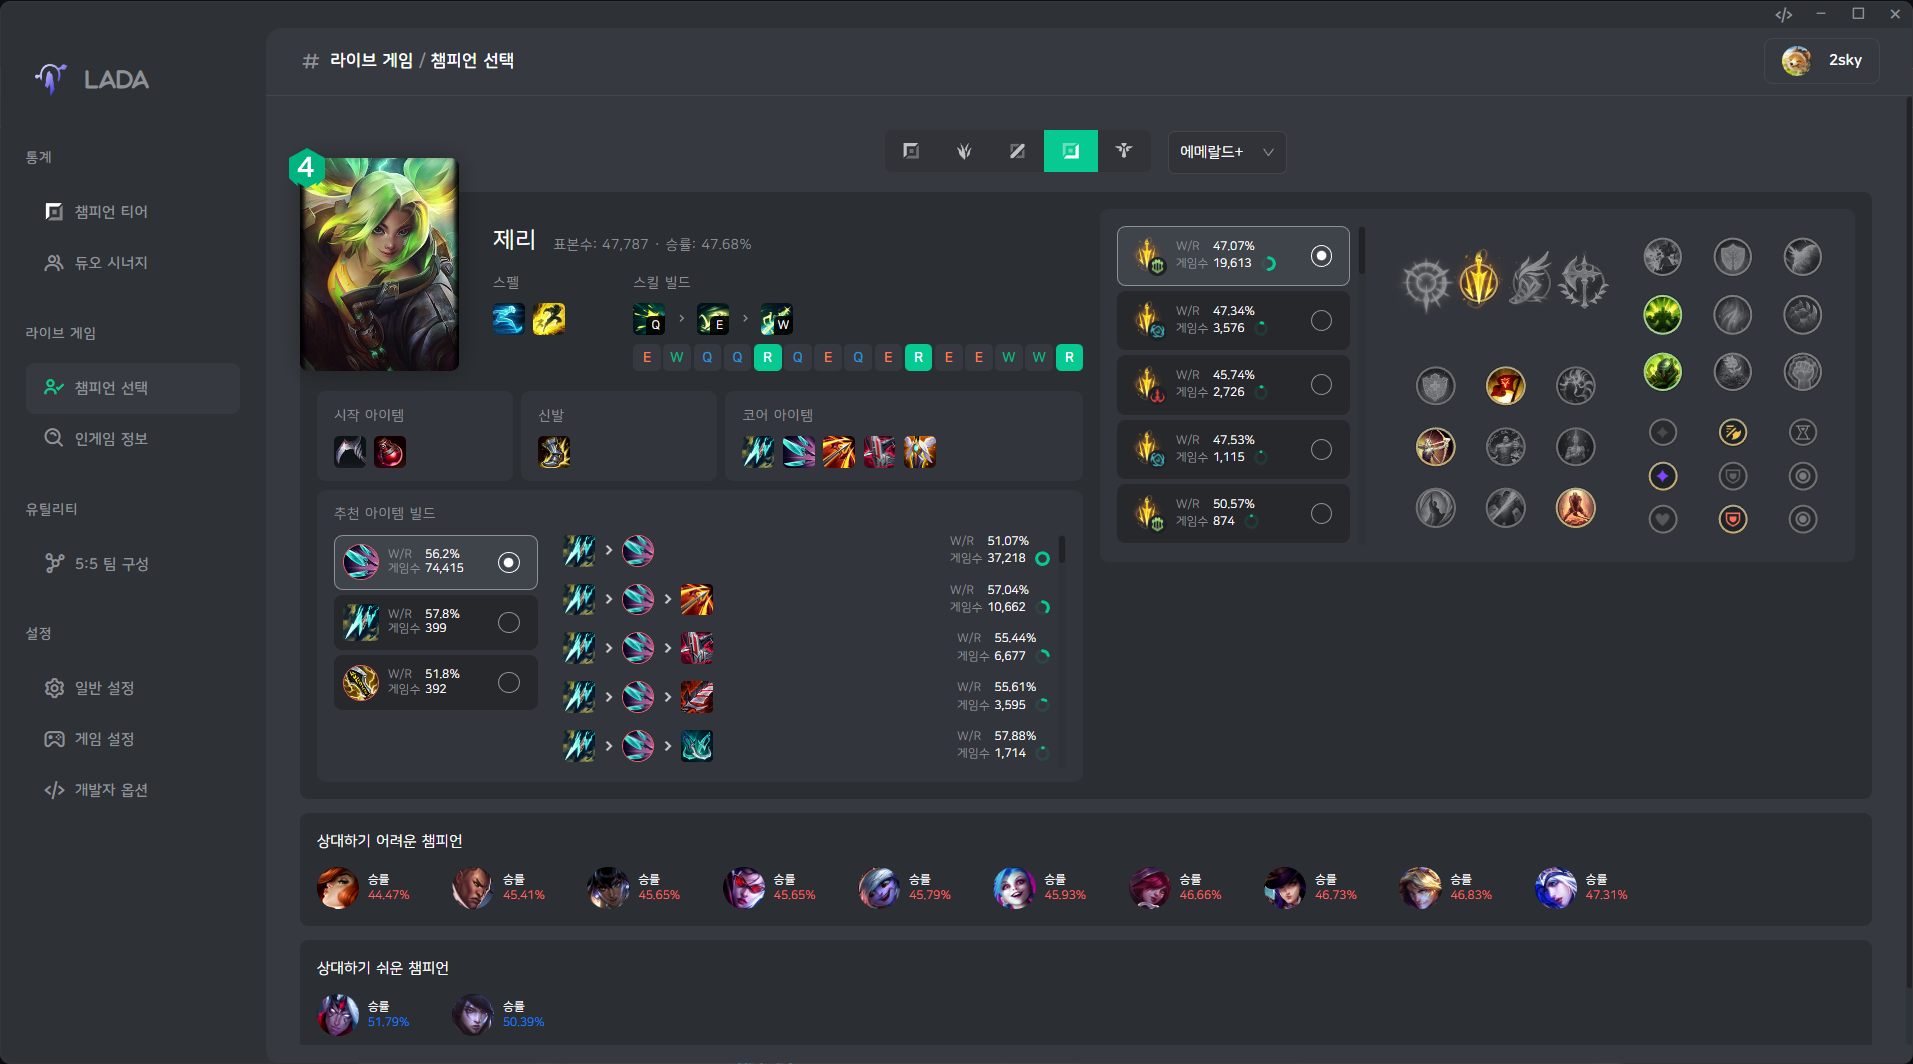 LADA
# 라이브 게임 / 챔피언 선택
2sky
통계
챔피언 티어
듀오 시너지
라이브 게임
챔피언 선택
인게임 정보
유틸리티
5:5 팀 구성
설정
일반 설정
게임 설정
개발자 옵션
에메랄드+
4
제리 표본수: 47,787 · 승률: 47.68%
스펠
스킬 빌드
Q > E > W
E W Q Q R Q E Q E R E E W W R
시작 아이템
신발
코어 아이템
추천 아이템 빌드
W/R 56.2%
게임수 74,415
W/R 57.8%
게임수 399
W/R 51.8%
게임수 392
W/R 51.07%
게임수 37,218
W/R 57.04%
게임수 10,662
W/R 55.44%
게임수 6,677
W/R 55.61%
게임수 3,595
W/R 57.88%
게임수 1,714
W/R 47.07%
게임수 19,613
W/R 47.34%
게임수 3,576
W/R 45.74%
게임수 2,726
W/R 47.53%
게임수 1,115
W/R 50.57%
게임수 874
상대하기 어려운 챔피언
승률 승률 승률 승률 승률 승률 승률 승률 승률 승률
44.47% 45.41% 45.65% 45.65% 45.79% 45.93% 46.66% 46.73% 46.83% 47.31%
상대하기 쉬운 챔피언
승률 승률
51.79% 50.39%